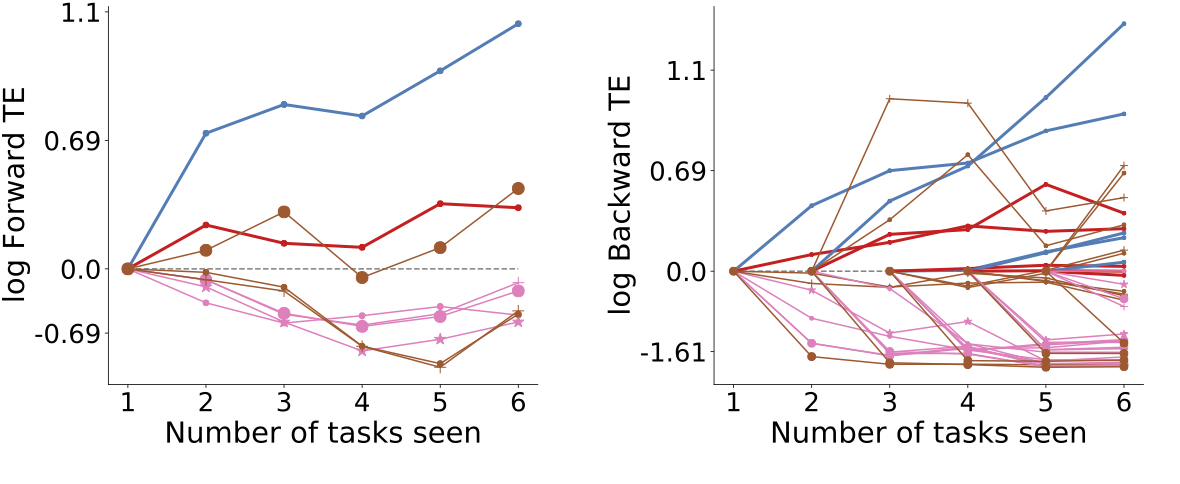 log Forward TE
1.1
0.69
0.0
-0.69
1 2 3 4 5 6
Number of tasks seen
log Backward TE
1.1
0.69
0.0
-1.61
1 2 3 4 5 6
Number of tasks seen